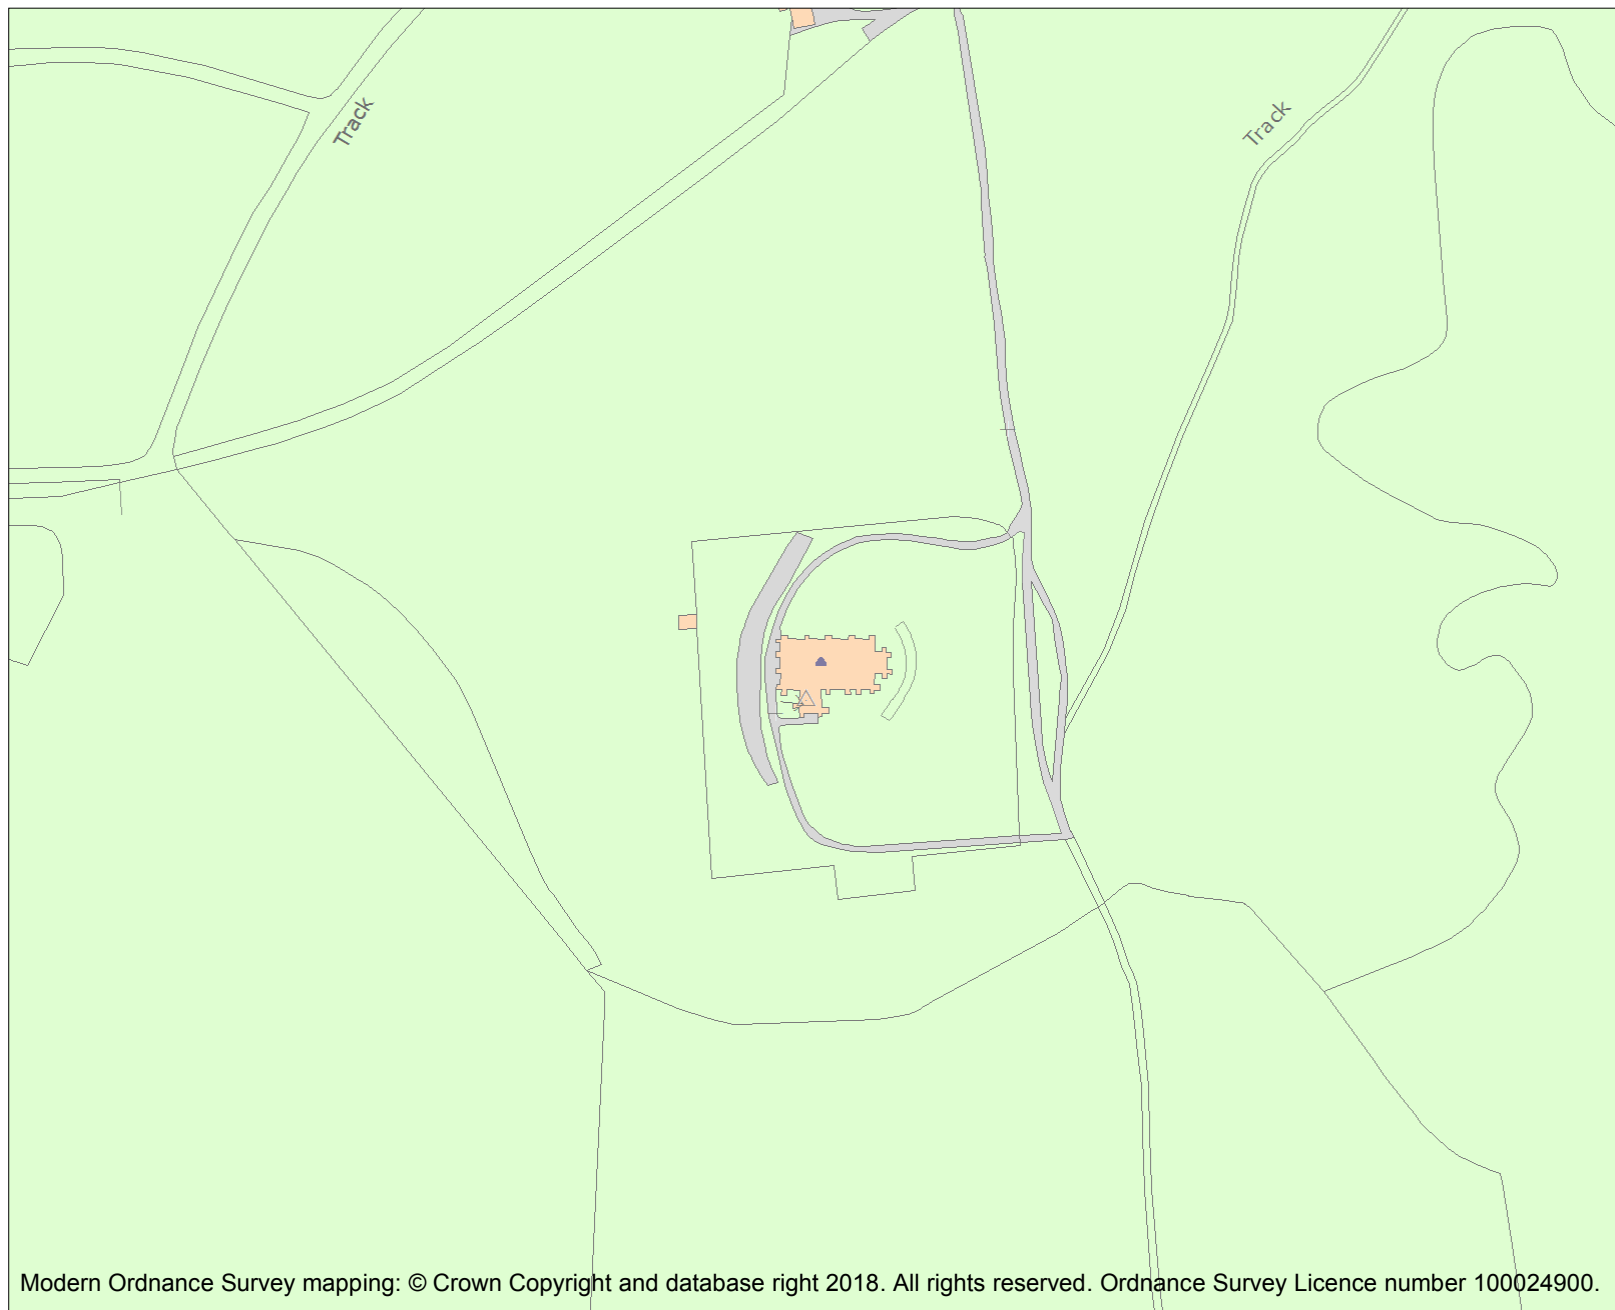 Track
Track
Modern Ordnance Survey mapping: © Crown Copyright and database right 2018. All rights reserved. Ordnance Survey Licence number 100024900.